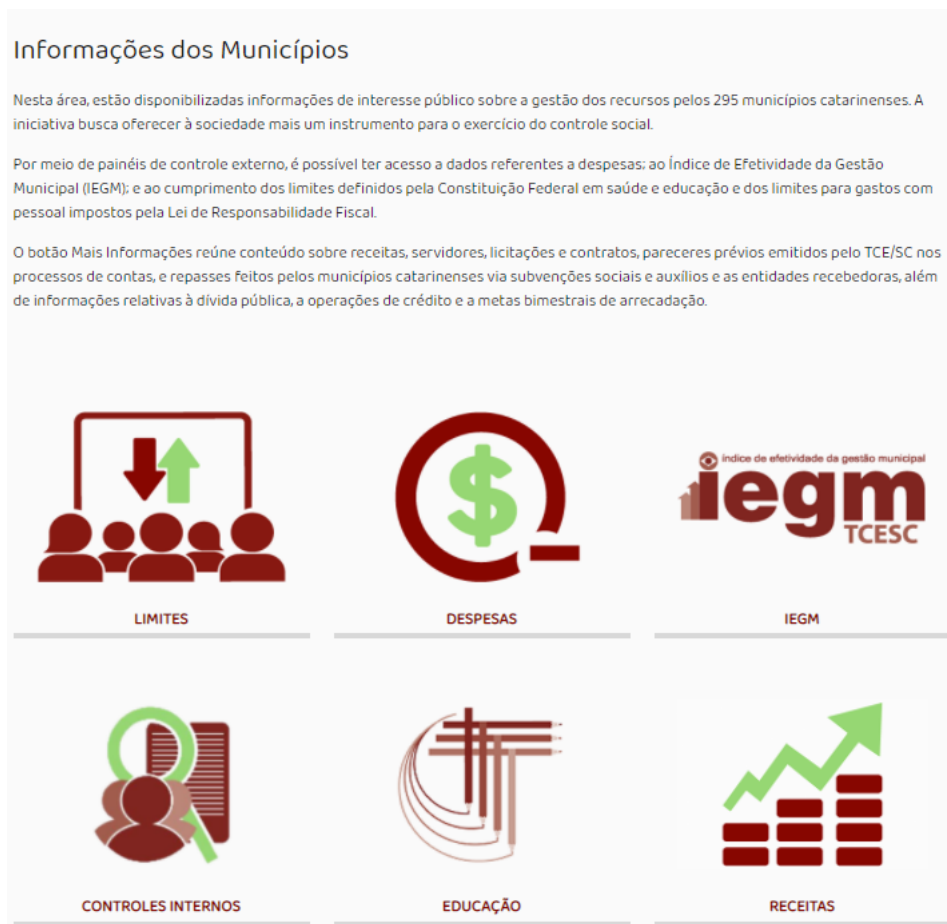 Informações dos Municípios
Nesta área, estão disponibilizadas informações de interesse público sobre a gestão dos recursos pelos 295 municípios catarinenses. A
iniciativa busca oferecer à sociedade mais um instrumento para o exercício do controle social.
Por meio de painéis de controle externo, é possível ter acesso a dados referentes a despesas; ao Índice de Efetividade da Gestão
Municipal (IEGM); e ao cumprimento dos limites definidos pela Constituição Federal em saúde e educação e dos limites para gastos com
pessoal impostos pela Lei de Responsabilidade Fiscal.
O botão Mais Informações reúne conteúdo sobre receitas, servidores, licitações e contratos, pareceres prévios emitidos pelo TCE/SC nos
processos de contas, e repasses feitos pelos municípios catarinenses via subvenções sociais e auxílios e as entidades recebedoras, além
de informações relativas à dívida pública, a operações de crédito e a metas bimestrais de arrecadação.
$
índice de efetividade da gestão municipal
iegm
TCESC
LIMITES
DESPESAS
IEGM
CONTROLES INTERNOS
EDUCAÇÃO
RECEITAS